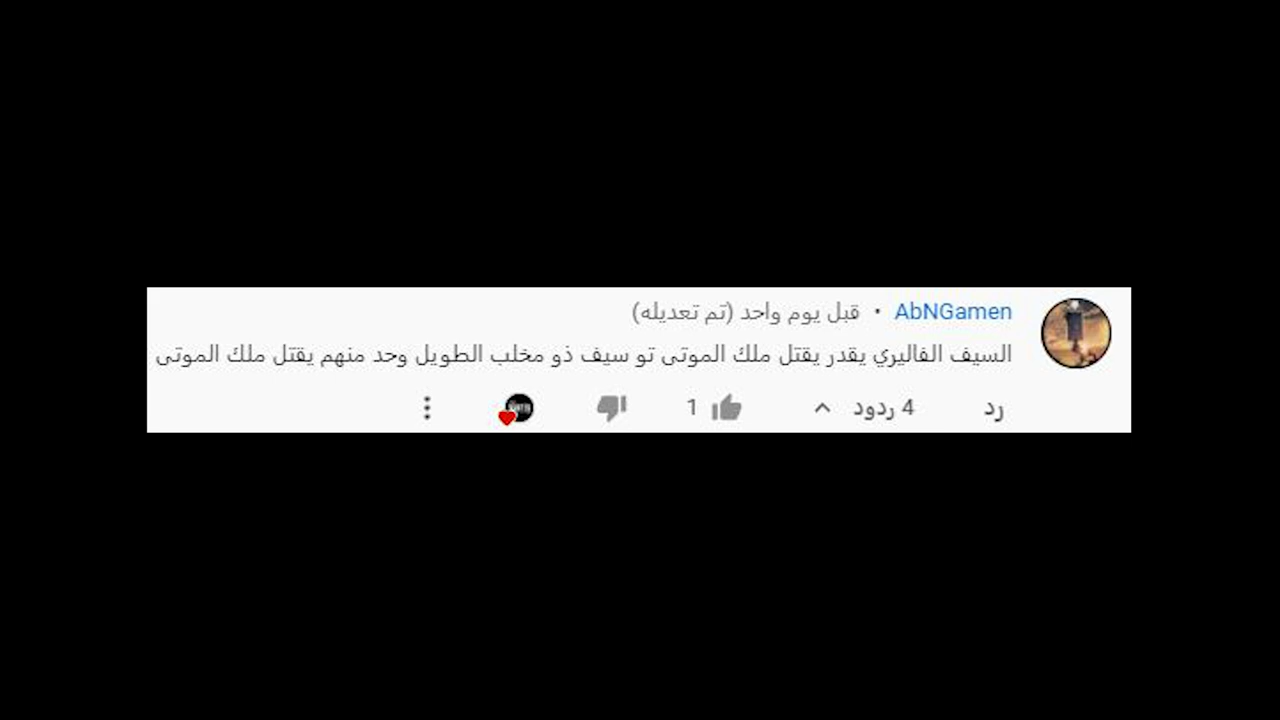 AbNGamen • قبل يوم واحد (تم تعديله)
السيف الفاليري يقدر يقتل ملك الموتى تو سيف ذو مخلب الطويل وحد منهم يقتل ملك الموتى
رد 4 ردود 1